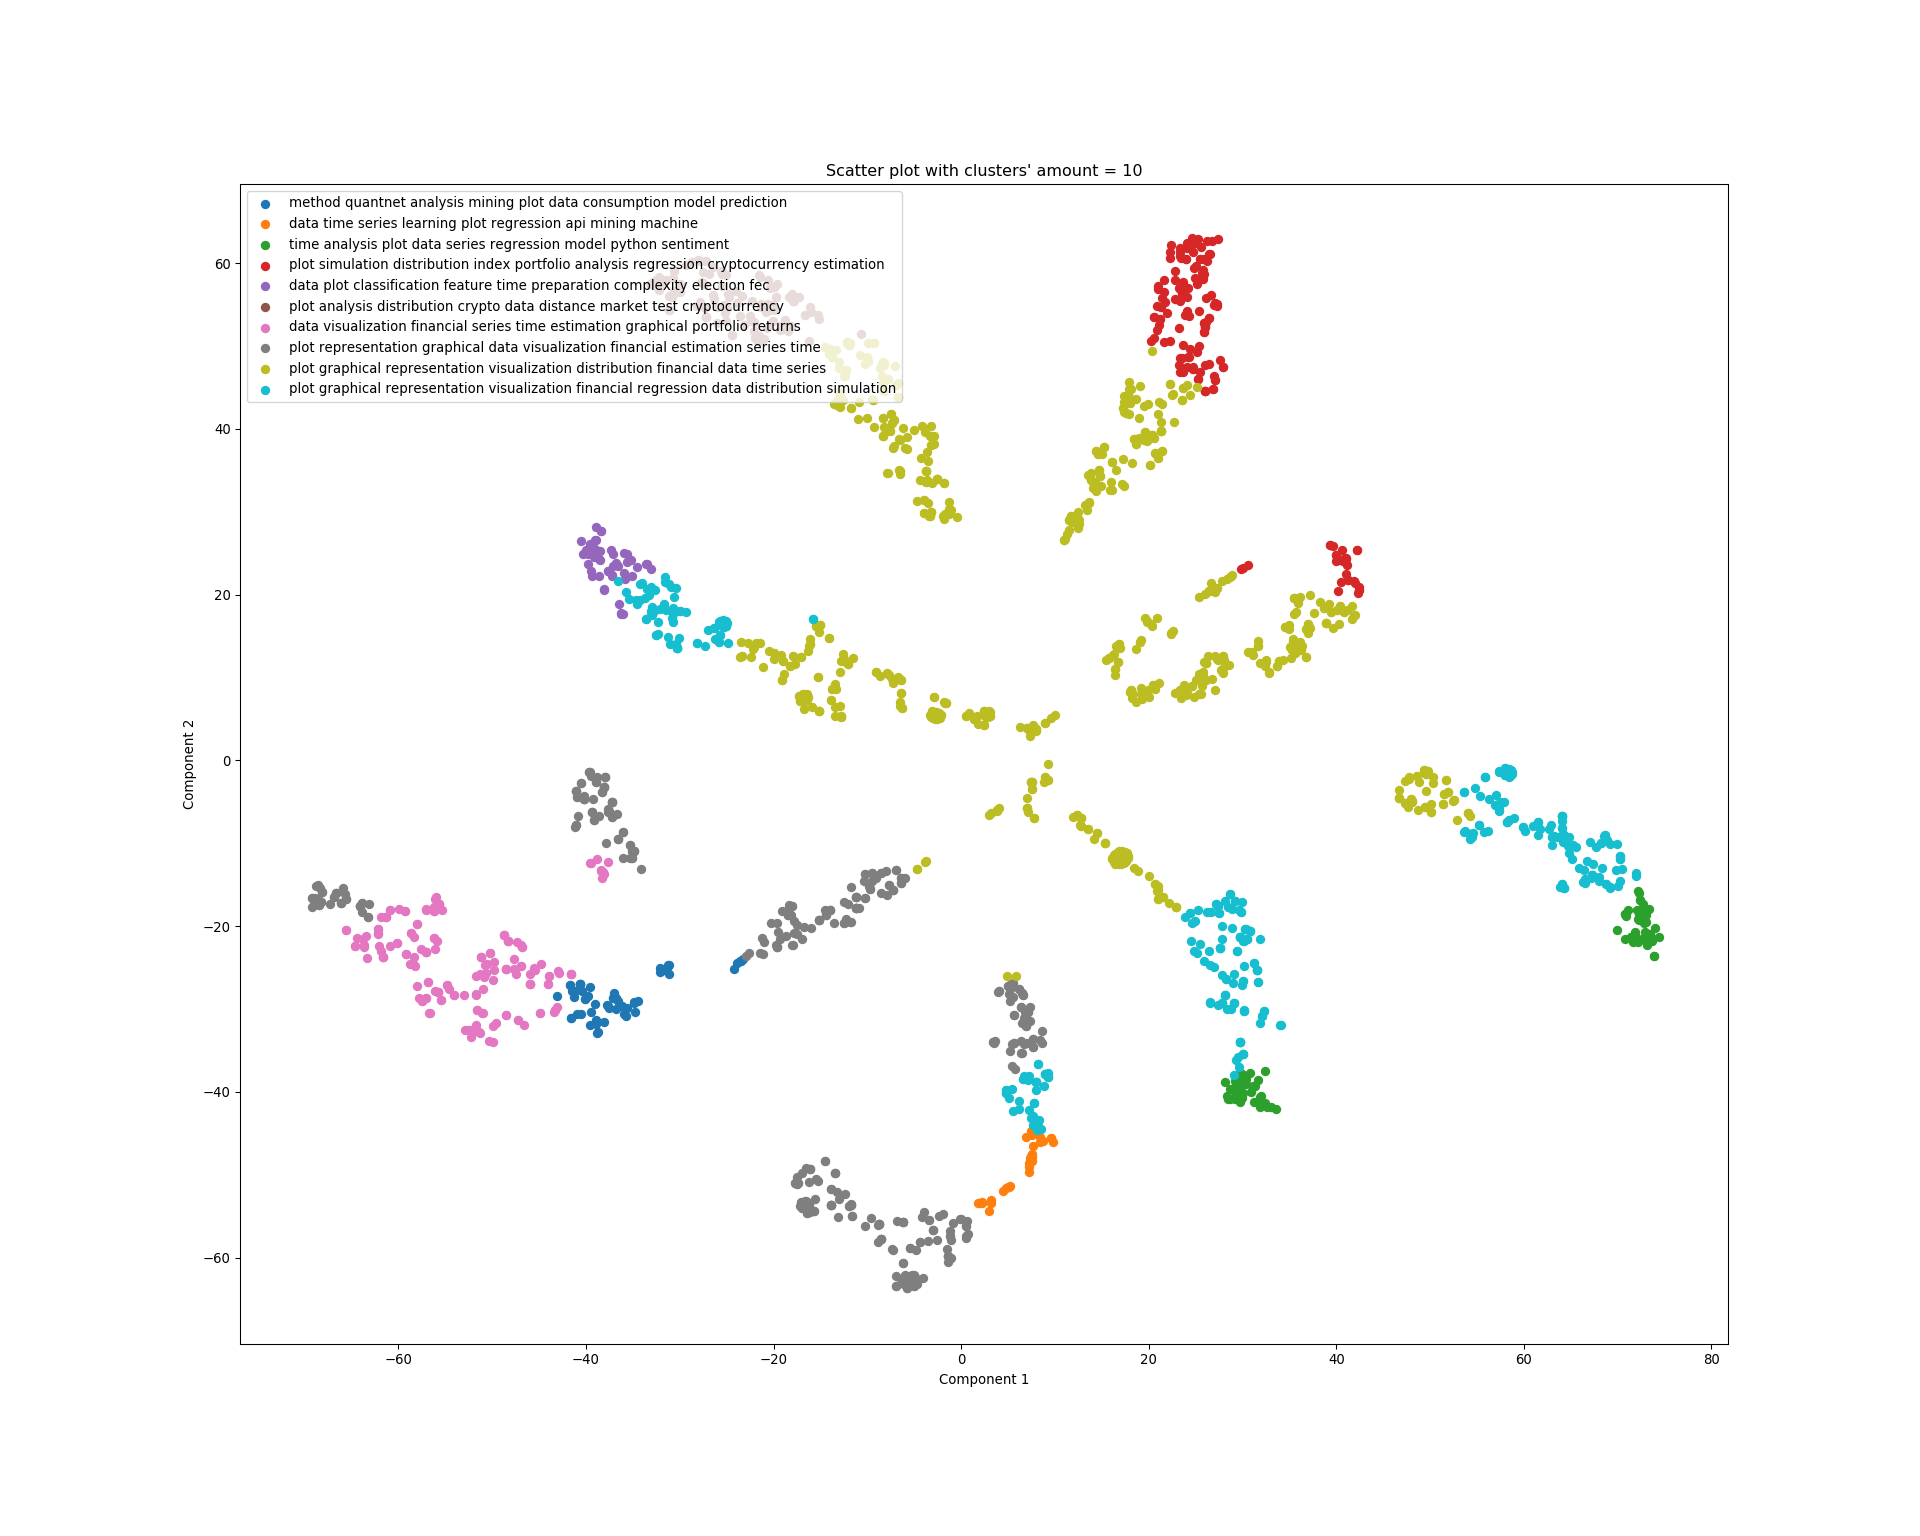 Scatter plot with clusters' amount = 10
method quantnet analysis mining plot data consumption model prediction
data time series learning plot regression api mining machine
time analysis plot data series regression model python sentiment
plot simulation distribution index portfolio analysis regression cryptocurrency estimation
data plot classification feature time preparation complexity election fec
plot analysis distribution crypto data distance market test cryptocurrency
data visualization financial series time estimation graphical portfolio returns
plot representation graphical data visualization financial estimation series time
plot graphical representation visualization distribution financial data time series
plot graphical representation visualization financial regression data distribution simulation
60
40
20
0
−20
−40
−60
Component 2
−60
−40
−20
0
20
40
60
80
Component 1